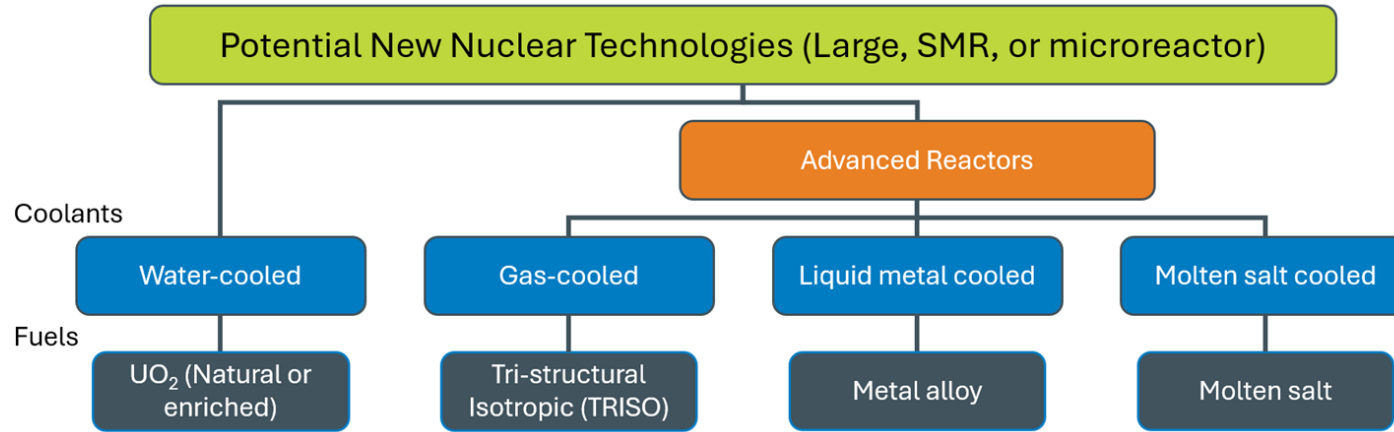 Potential New Nuclear Technologies (Large, SMR, or microreactor)
Advanced Reactors
Coolants
Water-cooled
Gas-cooled
Liquid metal cooled
Molten salt cooled
Fuels
UO₂ (Natural or
enriched)
Tri-structural
Isotropic (TRISO)
Metal alloy
Molten salt